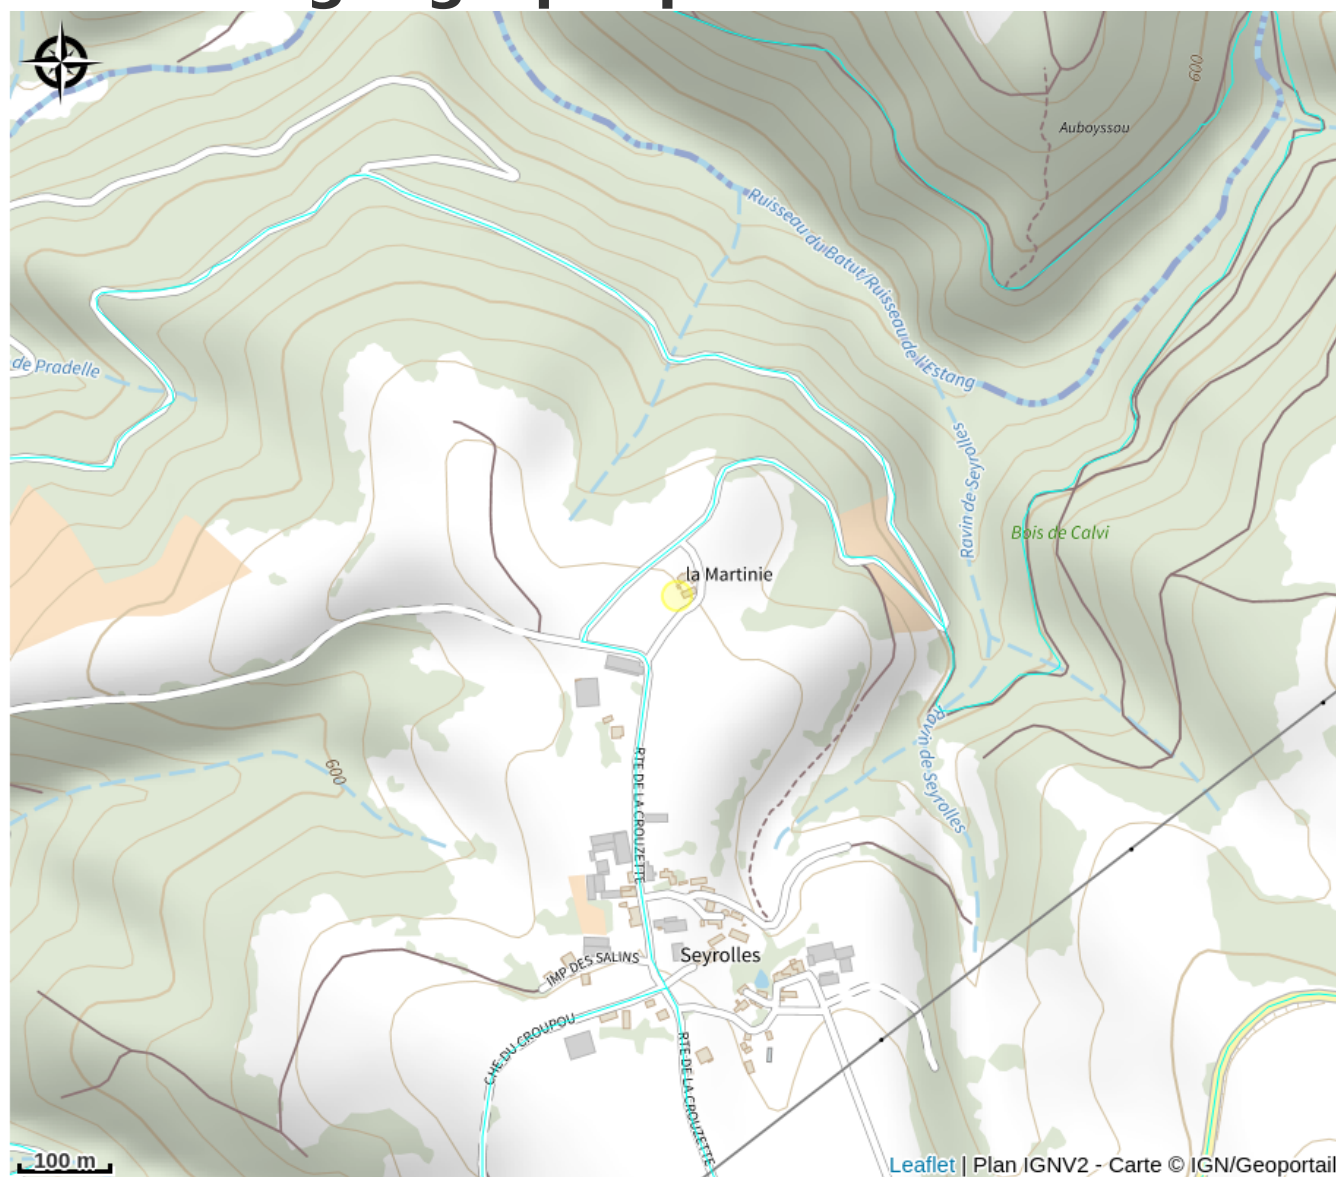 600
Auboyssou
Ruisseau du Batut/Ruisseau de l'Estang
de Pradelle
Ravin de Seyrolles
Bois de Calvi
la Martinie
Ravin de Seyrolles
600
RTE DE LA CROUZETTE
Seyrolles
IMP DES SALINS
CHE DU CROUPOU
RTE DE LA CROUZETTE
100 m
Leaflet | Plan IGNV2 - Carte © IGN/Geoportail